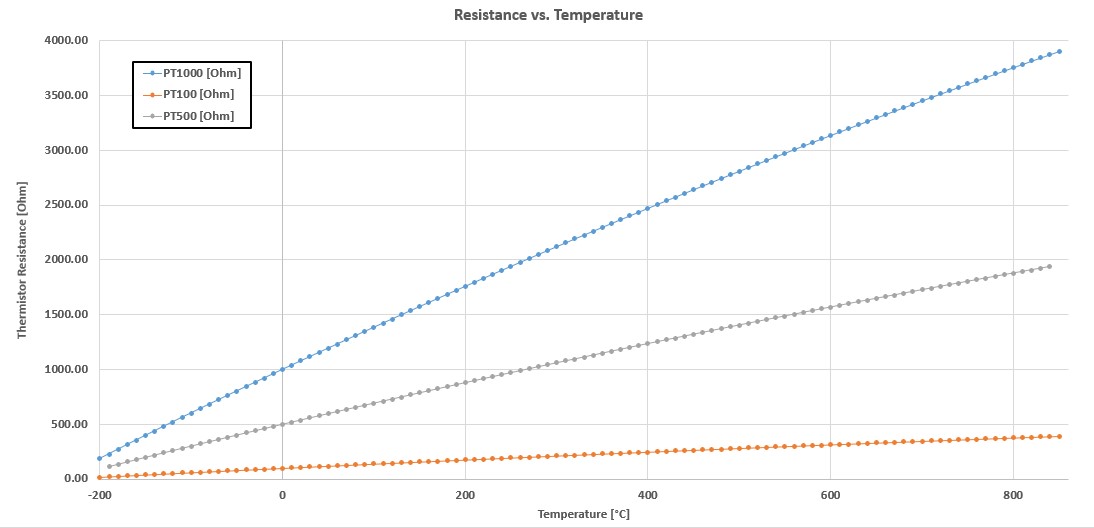 Resistance vs. Temperature
4000.00
3500.00
3000.00
2500.00
2000.00
1500.00
1000.00
500.00
0.00
PT1000 [Ohm]
PT100 [Ohm]
PT500 [Ohm]
Thermistor Resistance [Ohm]
-200 0 200 400 600 800
Temperature [°C]